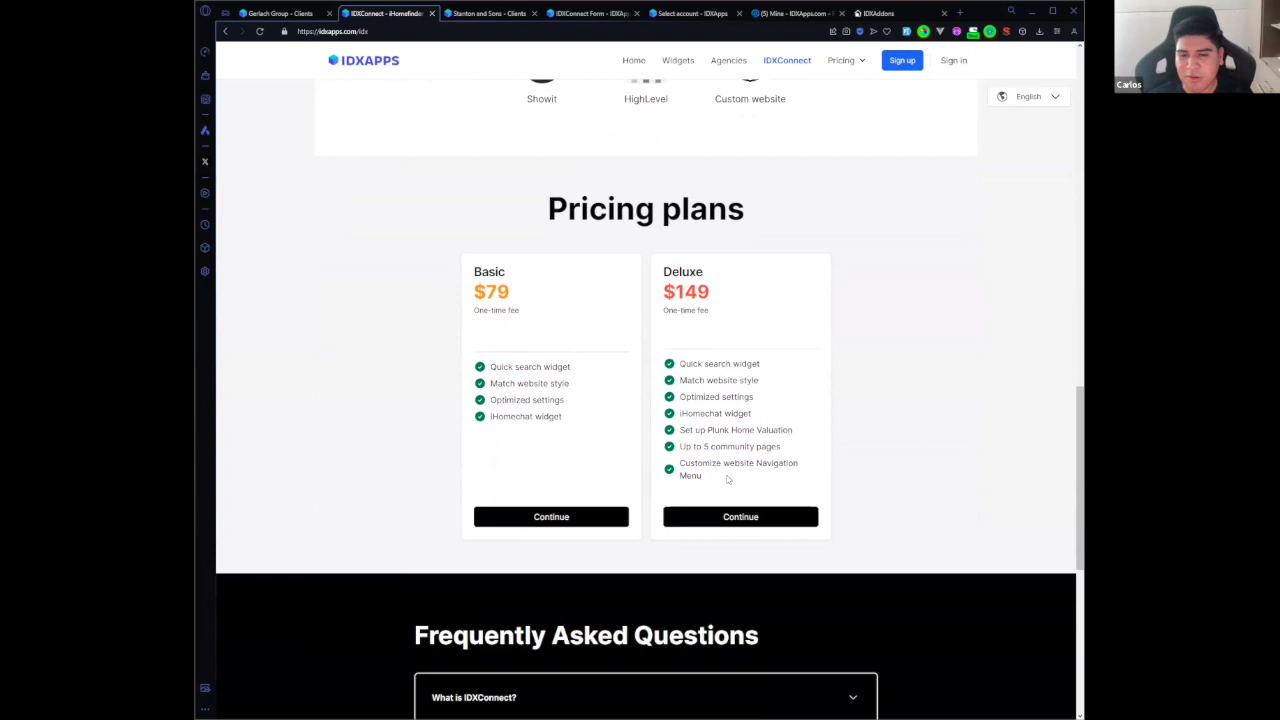 Gerlach Group - Clients
IDXConnect - iHomefinder
Stanton and Sons - Clients
IDXConnect Form - IDXAp
Select account - IDXApps
(5) Mine - IDXApps.com -
IDXAddons
https://idxapps.com/idx
IDXAPPS
Home
Widgets
Agencies
IDXConnect
Pricing
Sign up
Sign in
Carlos
English
Showit
HighLevel
Custom website
Pricing plans
Basic
$79
One-time fee
Quick search widget
Match website style
Optimized settings
iHomechat widget
Continue
Deluxe
$149
One-time fee
Quick search widget
Match website style
Optimized settings
iHomechat widget
Set up Plunk Home Valuation
Up to 5 community pages
Customize website Navigation
Menu
Continue
Frequently Asked Questions
What is IDXConnect?